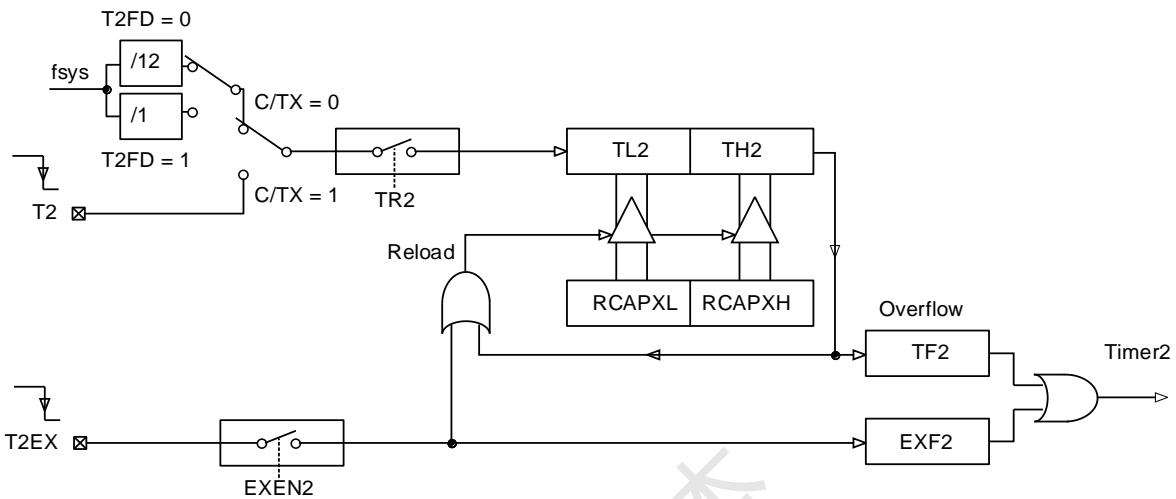 T2FD = 0
/12
fsys
C/TX = 0
/1
T2FD = 1
TL2
TH2
C/TX = 1
TR2
T2
Reload
RCAPXL
RCAPXH
Overflow
TF2
Timer2
T2EX
EXF2
EXEN2